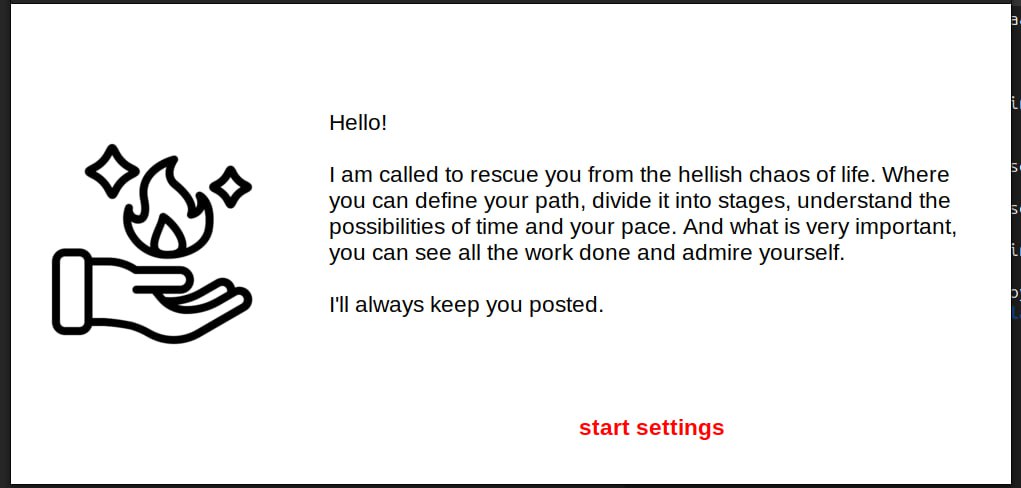 Hello!
I am called to rescue you from the hellish chaos of life. Where
you can define your path, divide it into stages, understand the
possibilities of time and your pace. And what is very important,
you can see all the work done and admire yourself.
I'll always keep you posted.
start settings